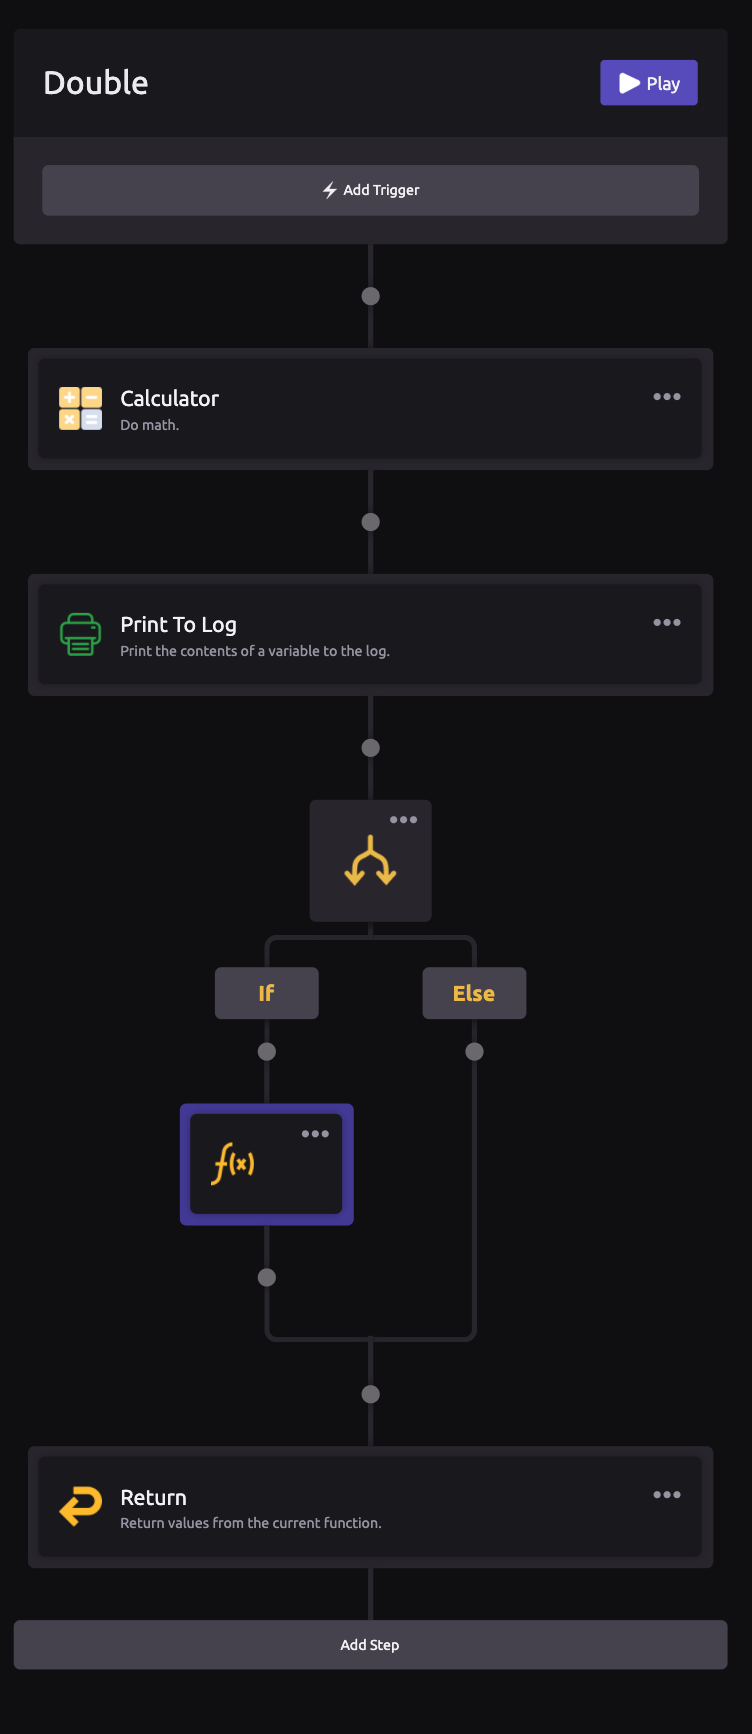 Double
Play
Add Trigger
Calculator
Do math.
Print To Log
Print the contents of a variable to the log.
If
Else
f(x)
Return
Return values from the current function.
Add Step